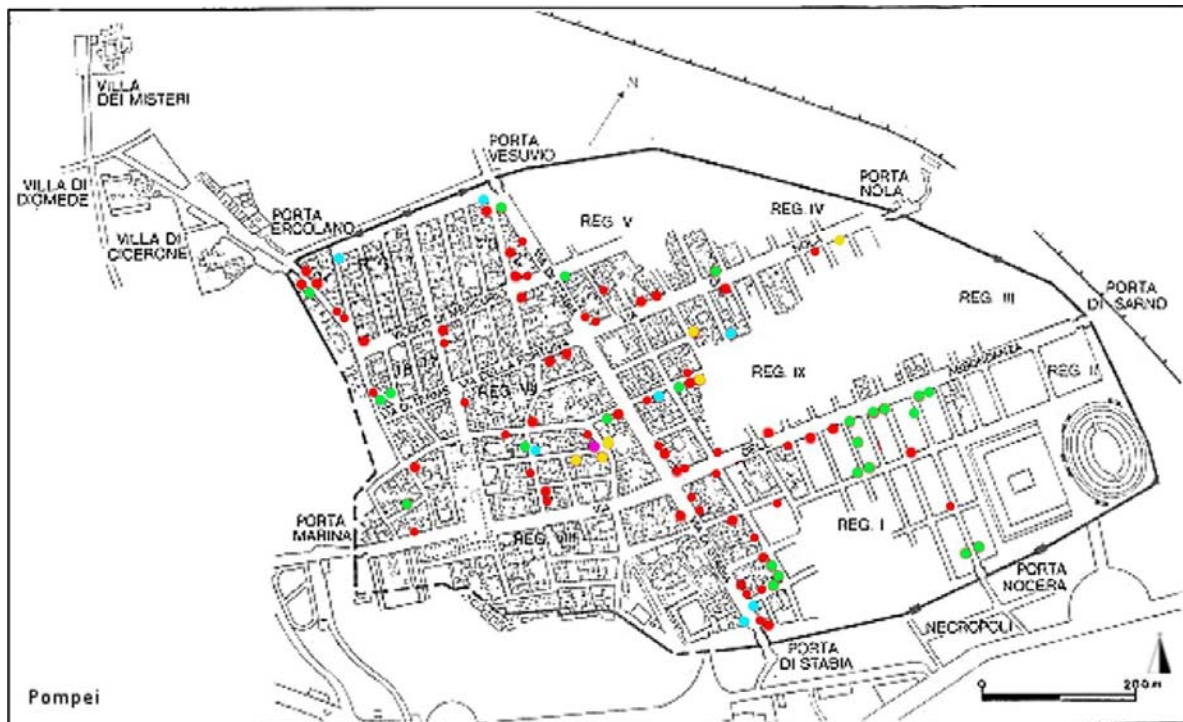 VILLA
DEI MISTERI
N
PORTA
VESUVIO
PORTA
NOLA
REG. IV
REG. V
VILLA DI
DIOMEDE
PORTA
ERCOLANO
VILLA DI
CICERONE
PORTA
DI SARNO
REG. III
REG. II
REG. VII
REG. IX
REG. I
REG. VIII
PORTA
MARINA
PORTA
NOCERA
NECROPOLI
PORTA
DI STABIA
0 200m
Pompei